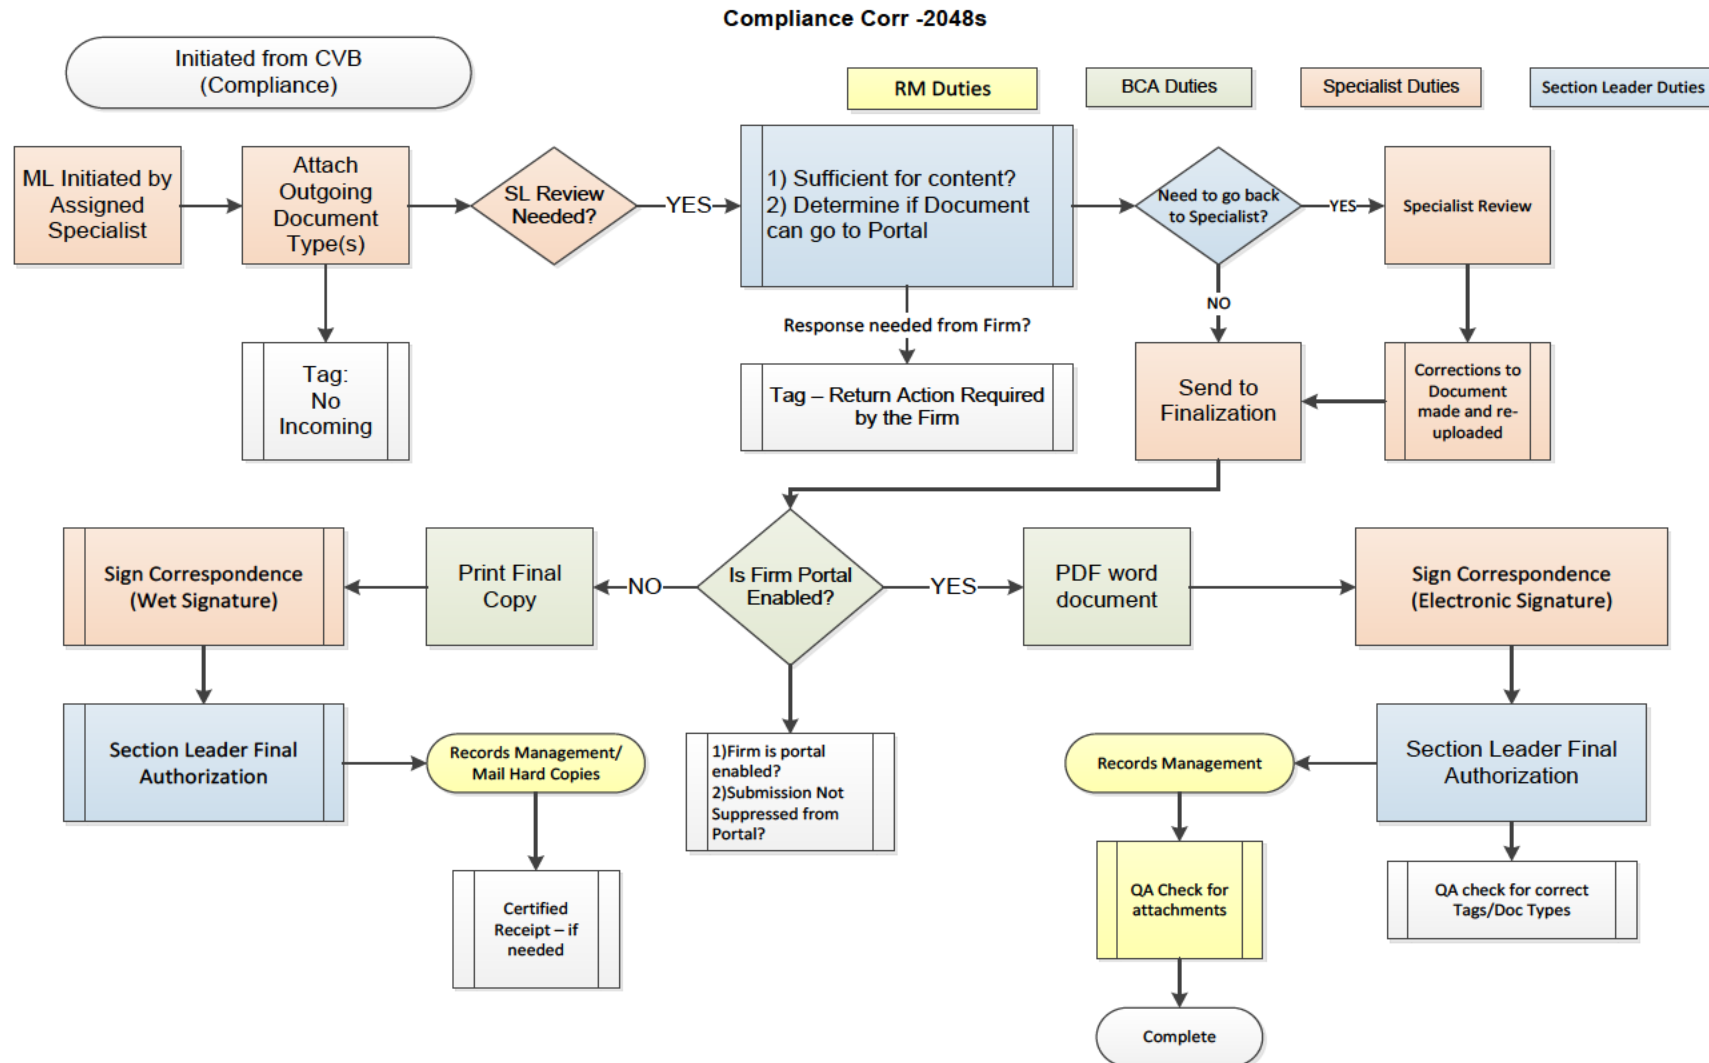 Compliance Corr -2048s
Initiated from CVB
(Compliance)
RM Duties
BCA Duties
Specialist Duties
Section Leader Duties
ML Initiated by
Assigned
Specialist
Attach
Outgoing
Document
Type(s)
SL Review
Needed?
YES
1) Sufficient for content?
2) Determine if Document
can go to Portal
Need to go back
to Specialist?
YES
Specialist Review
NO
Response needed from Firm?
Tag:
No
Incoming
Tag – Return Action Required
by the Firm
Send to
Finalization
Corrections to
Document
made and re-
uploaded
Sign Correspondence
(Wet Signature)
Print Final
Copy
NO
Is Firm Portal
Enabled?
YES
PDF word
document
Sign Correspondence
(Electronic Signature)
Section Leader Final
Authorization
Records Management/
Mail Hard Copies
1)Firm is portal
enabled?
2)Submission Not
Suppressed from
Portal?
Records Management
Section Leader Final
Authorization
Certified
Receipt – if
needed
QA Check for
attachments
QA check for correct
Tags/Doc Types
Complete